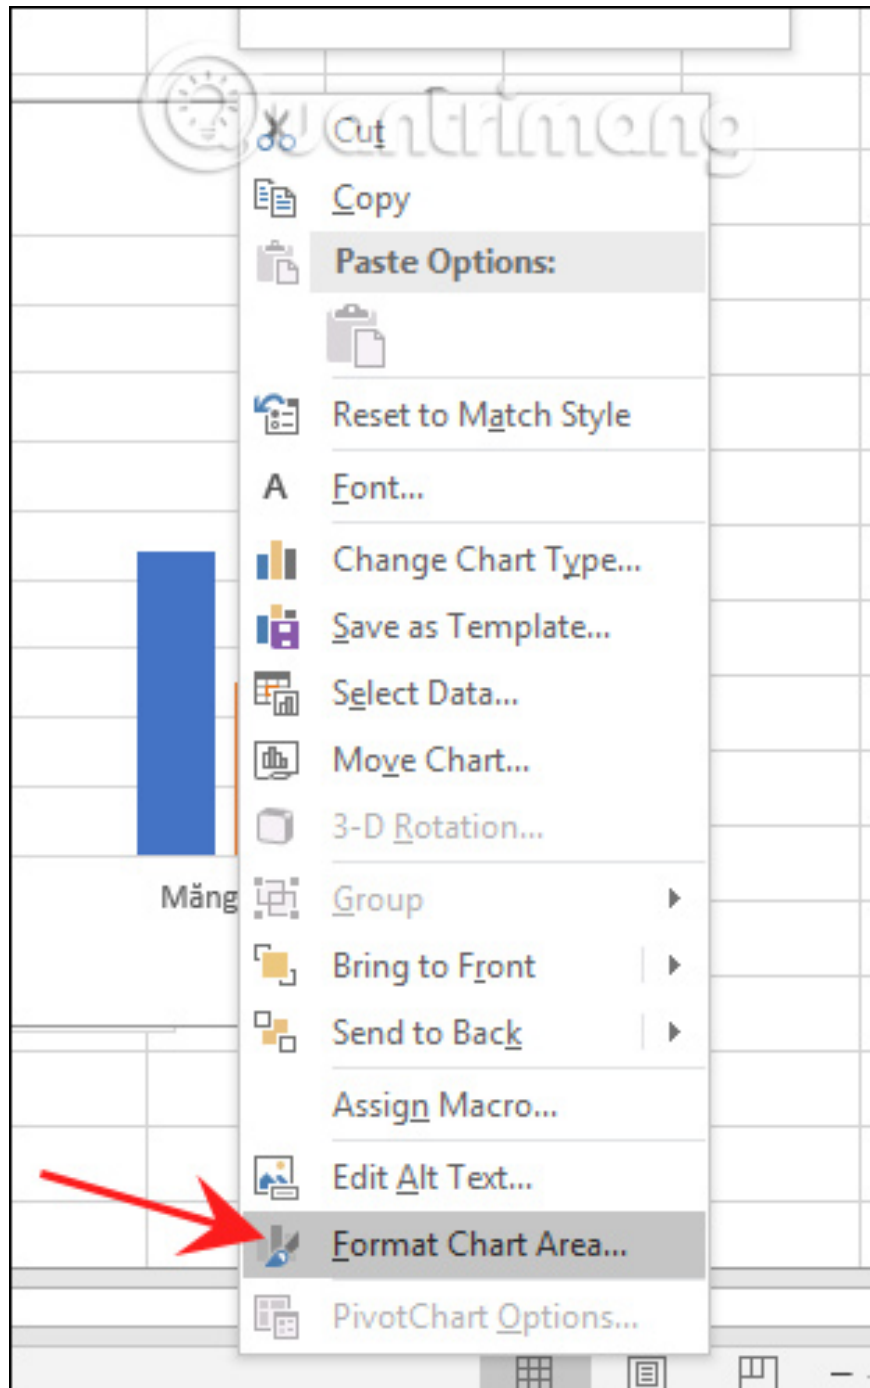 Quantrimang
Cut
Copy
Paste Options:
Reset to Match Style
A Font...
Change Chart Type...
Save as Template...
Select Data...
Move Chart...
3-D Rotation...
Măng
Group
Bring to Front
Send to Back
Assign Macro...
Edit Alt Text...
Format Chart Area...
PivotChart Options...